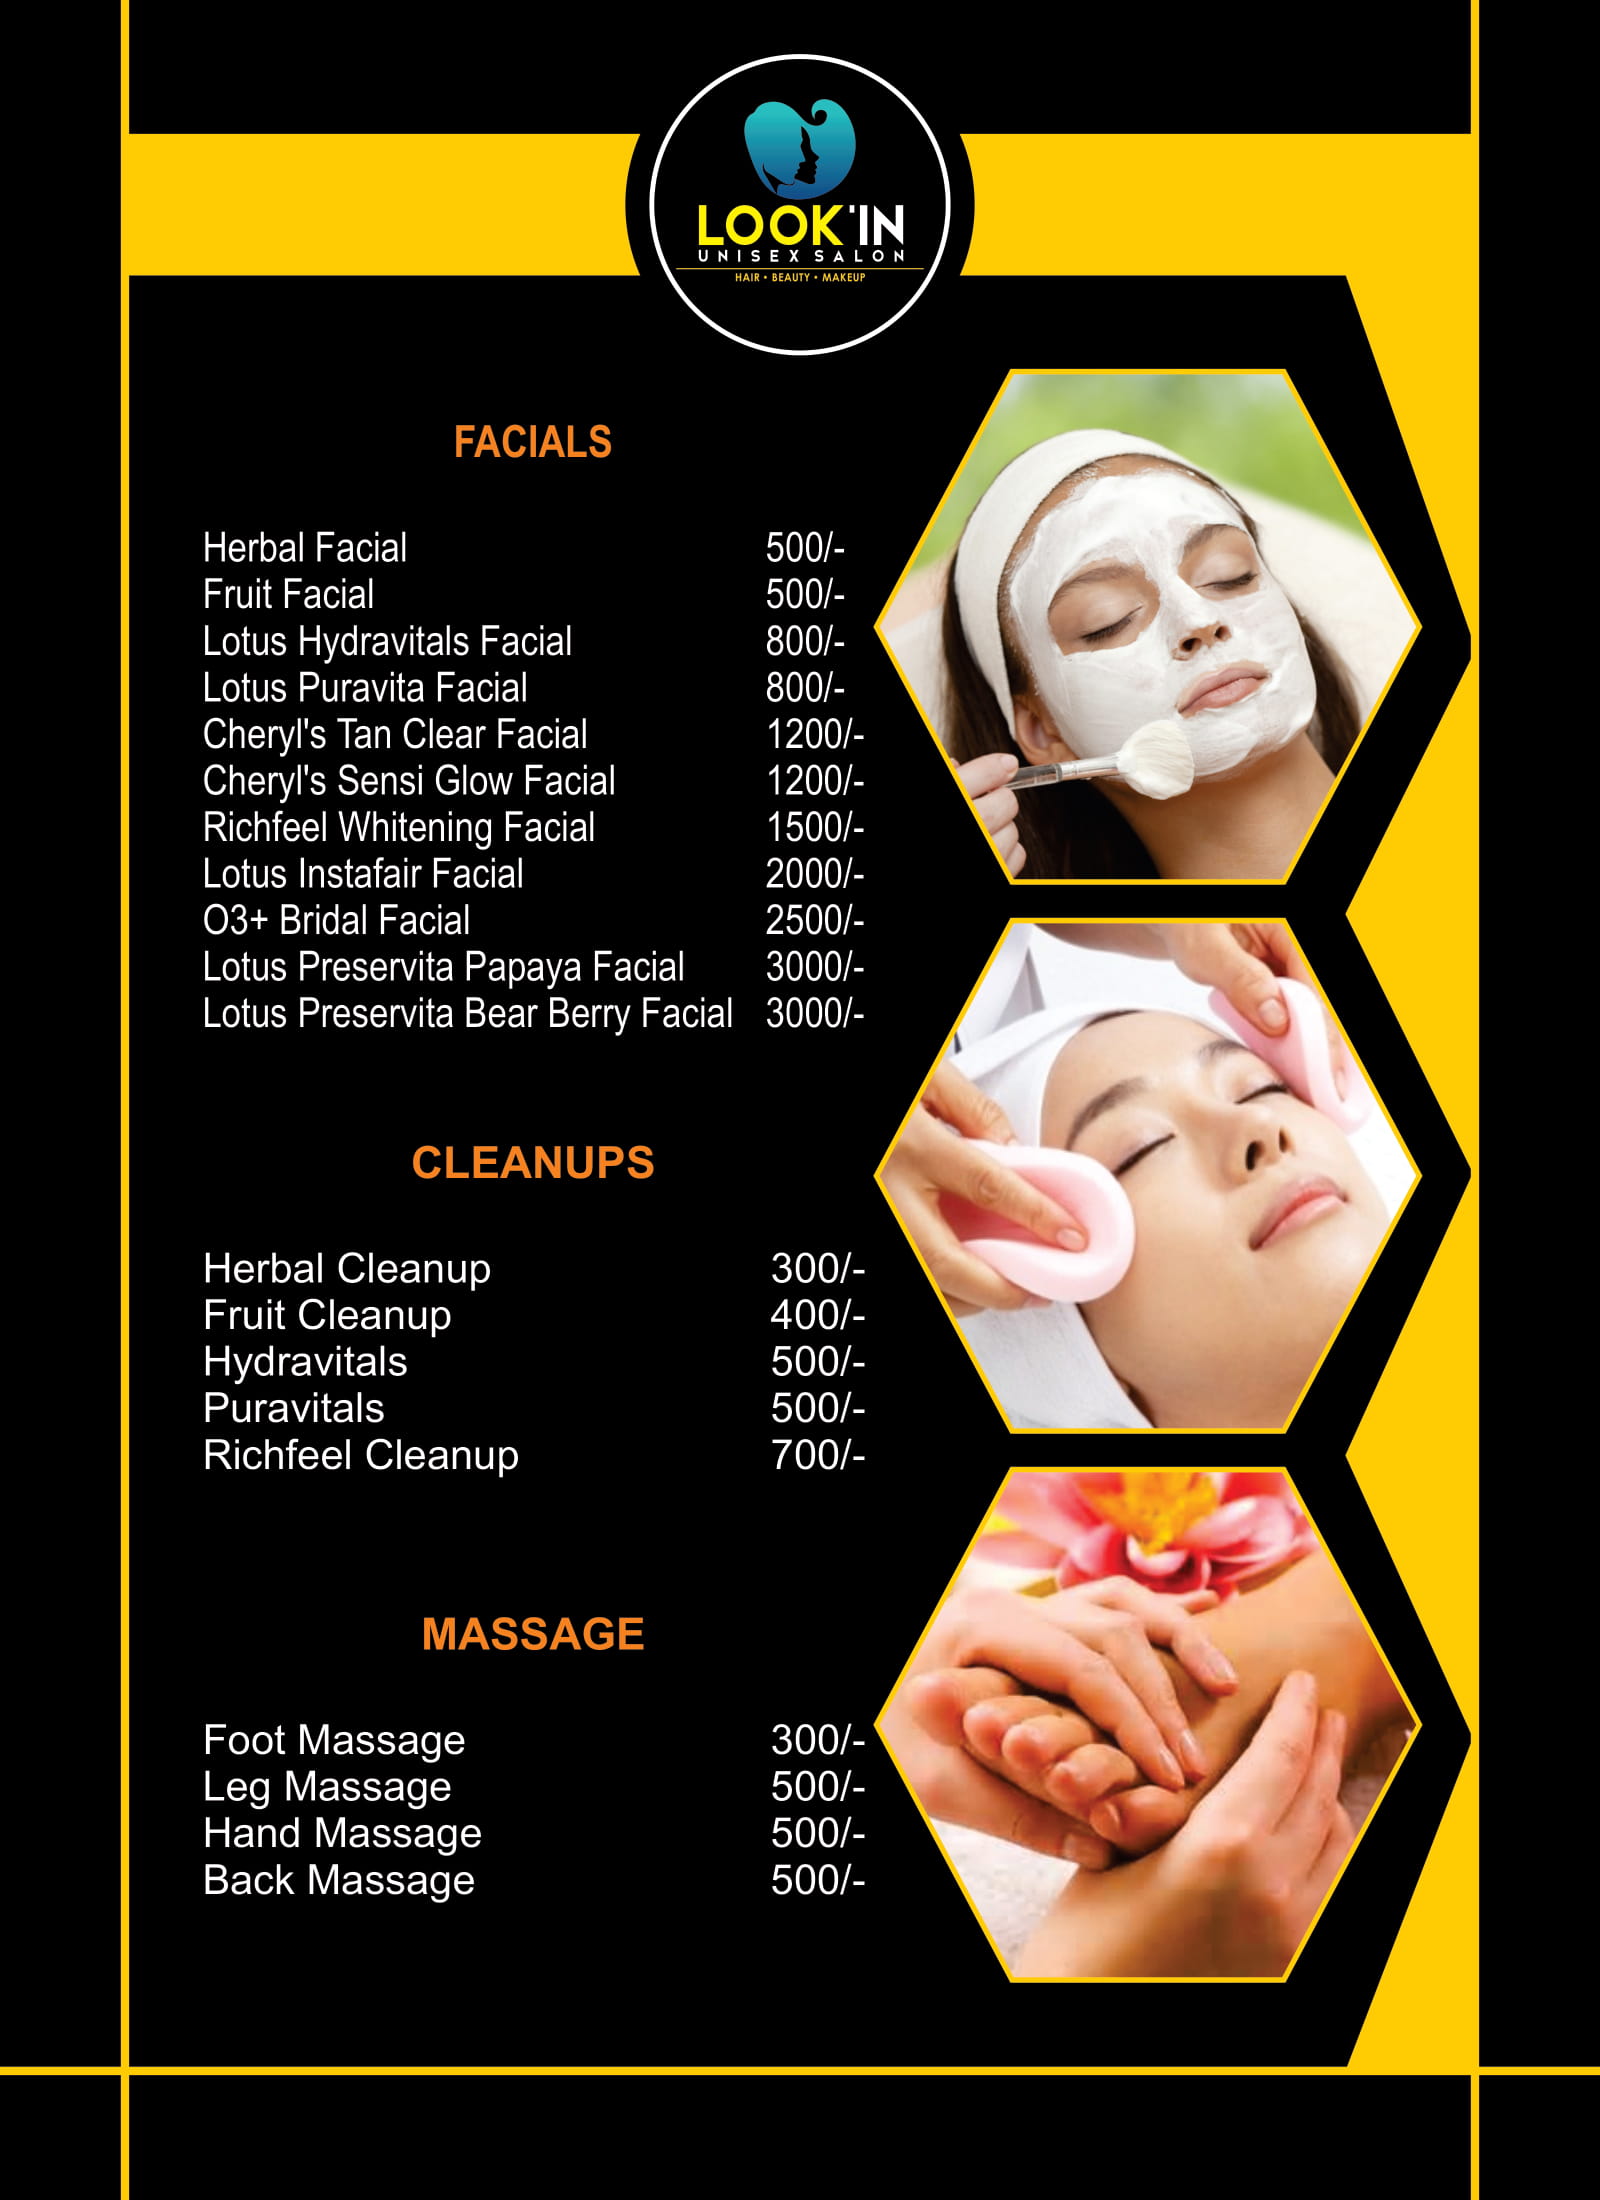 LOOK'IN
UNISEX SALON
HAIR • BEAUTY • MAKEUP
FACIALS
Herbal Facial 500/-
Fruit Facial 500/-
Lotus Hydravitals Facial 800/-
Lotus Puravita Facial 800/-
Cheryl's Tan Clear Facial 1200/-
Cheryl's Sensi Glow Facial 1200/-
Richfeel Whitening Facial 1500/-
Lotus Instafair Facial 2000/-
O3+ Bridal Facial 2500/-
Lotus Preservita Papaya Facial 3000/-
Lotus Preservita Bear Berry Facial 3000/-
CLEANUPS
Herbal Cleanup 300/-
Fruit Cleanup 400/-
Hydravitals 500/-
Puravitals 500/-
Richfeel Cleanup 700/-
MASSAGE
Foot Massage 300/-
Leg Massage 500/-
Hand Massage 500/-
Back Massage 500/-